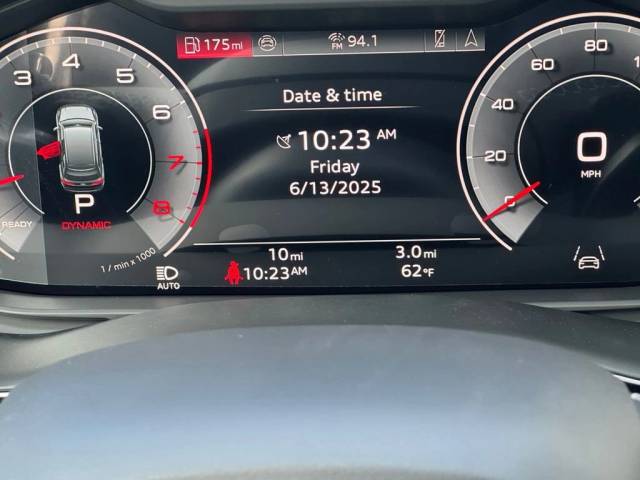 175 mi
FM 94.1
Date & time
10:23 AM
Friday
6/13/2025
3 4 5 6 7 8
P
DYNAMIC
READY
1 / min x 1000
AUTO
10 mi
3.0 mi
10:23AM
62°F
0 20 40 60 80
0
MPH